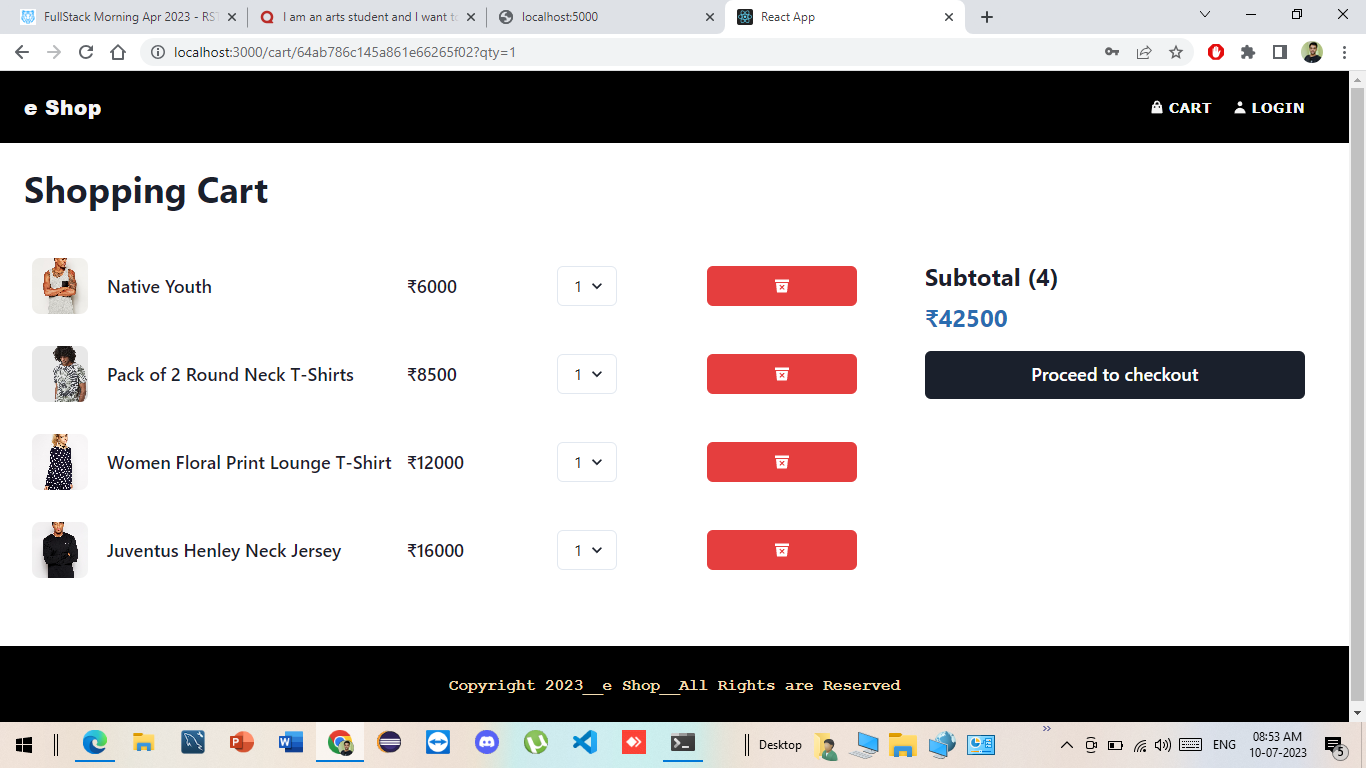 FullStack Morning Apr 2023 - RST
I am an arts student and I want to
localhost:5000
React App
localhost:3000/cart/64ab786c145a861e66265f02?qty=1
e Shop
CART
LOGIN
Shopping Cart
Native Youth ₹6000 1
Pack of 2 Round Neck T-Shirts ₹8500 1
Women Floral Print Lounge T-Shirt ₹12000 1
Juventus Henley Neck Jersey ₹16000 1
Subtotal (4)
₹42500
Proceed to checkout
Copyright 2023__e Shop__All Rights are Reserved
Desktop
ENG
08:53 AM
10-07-2023
5